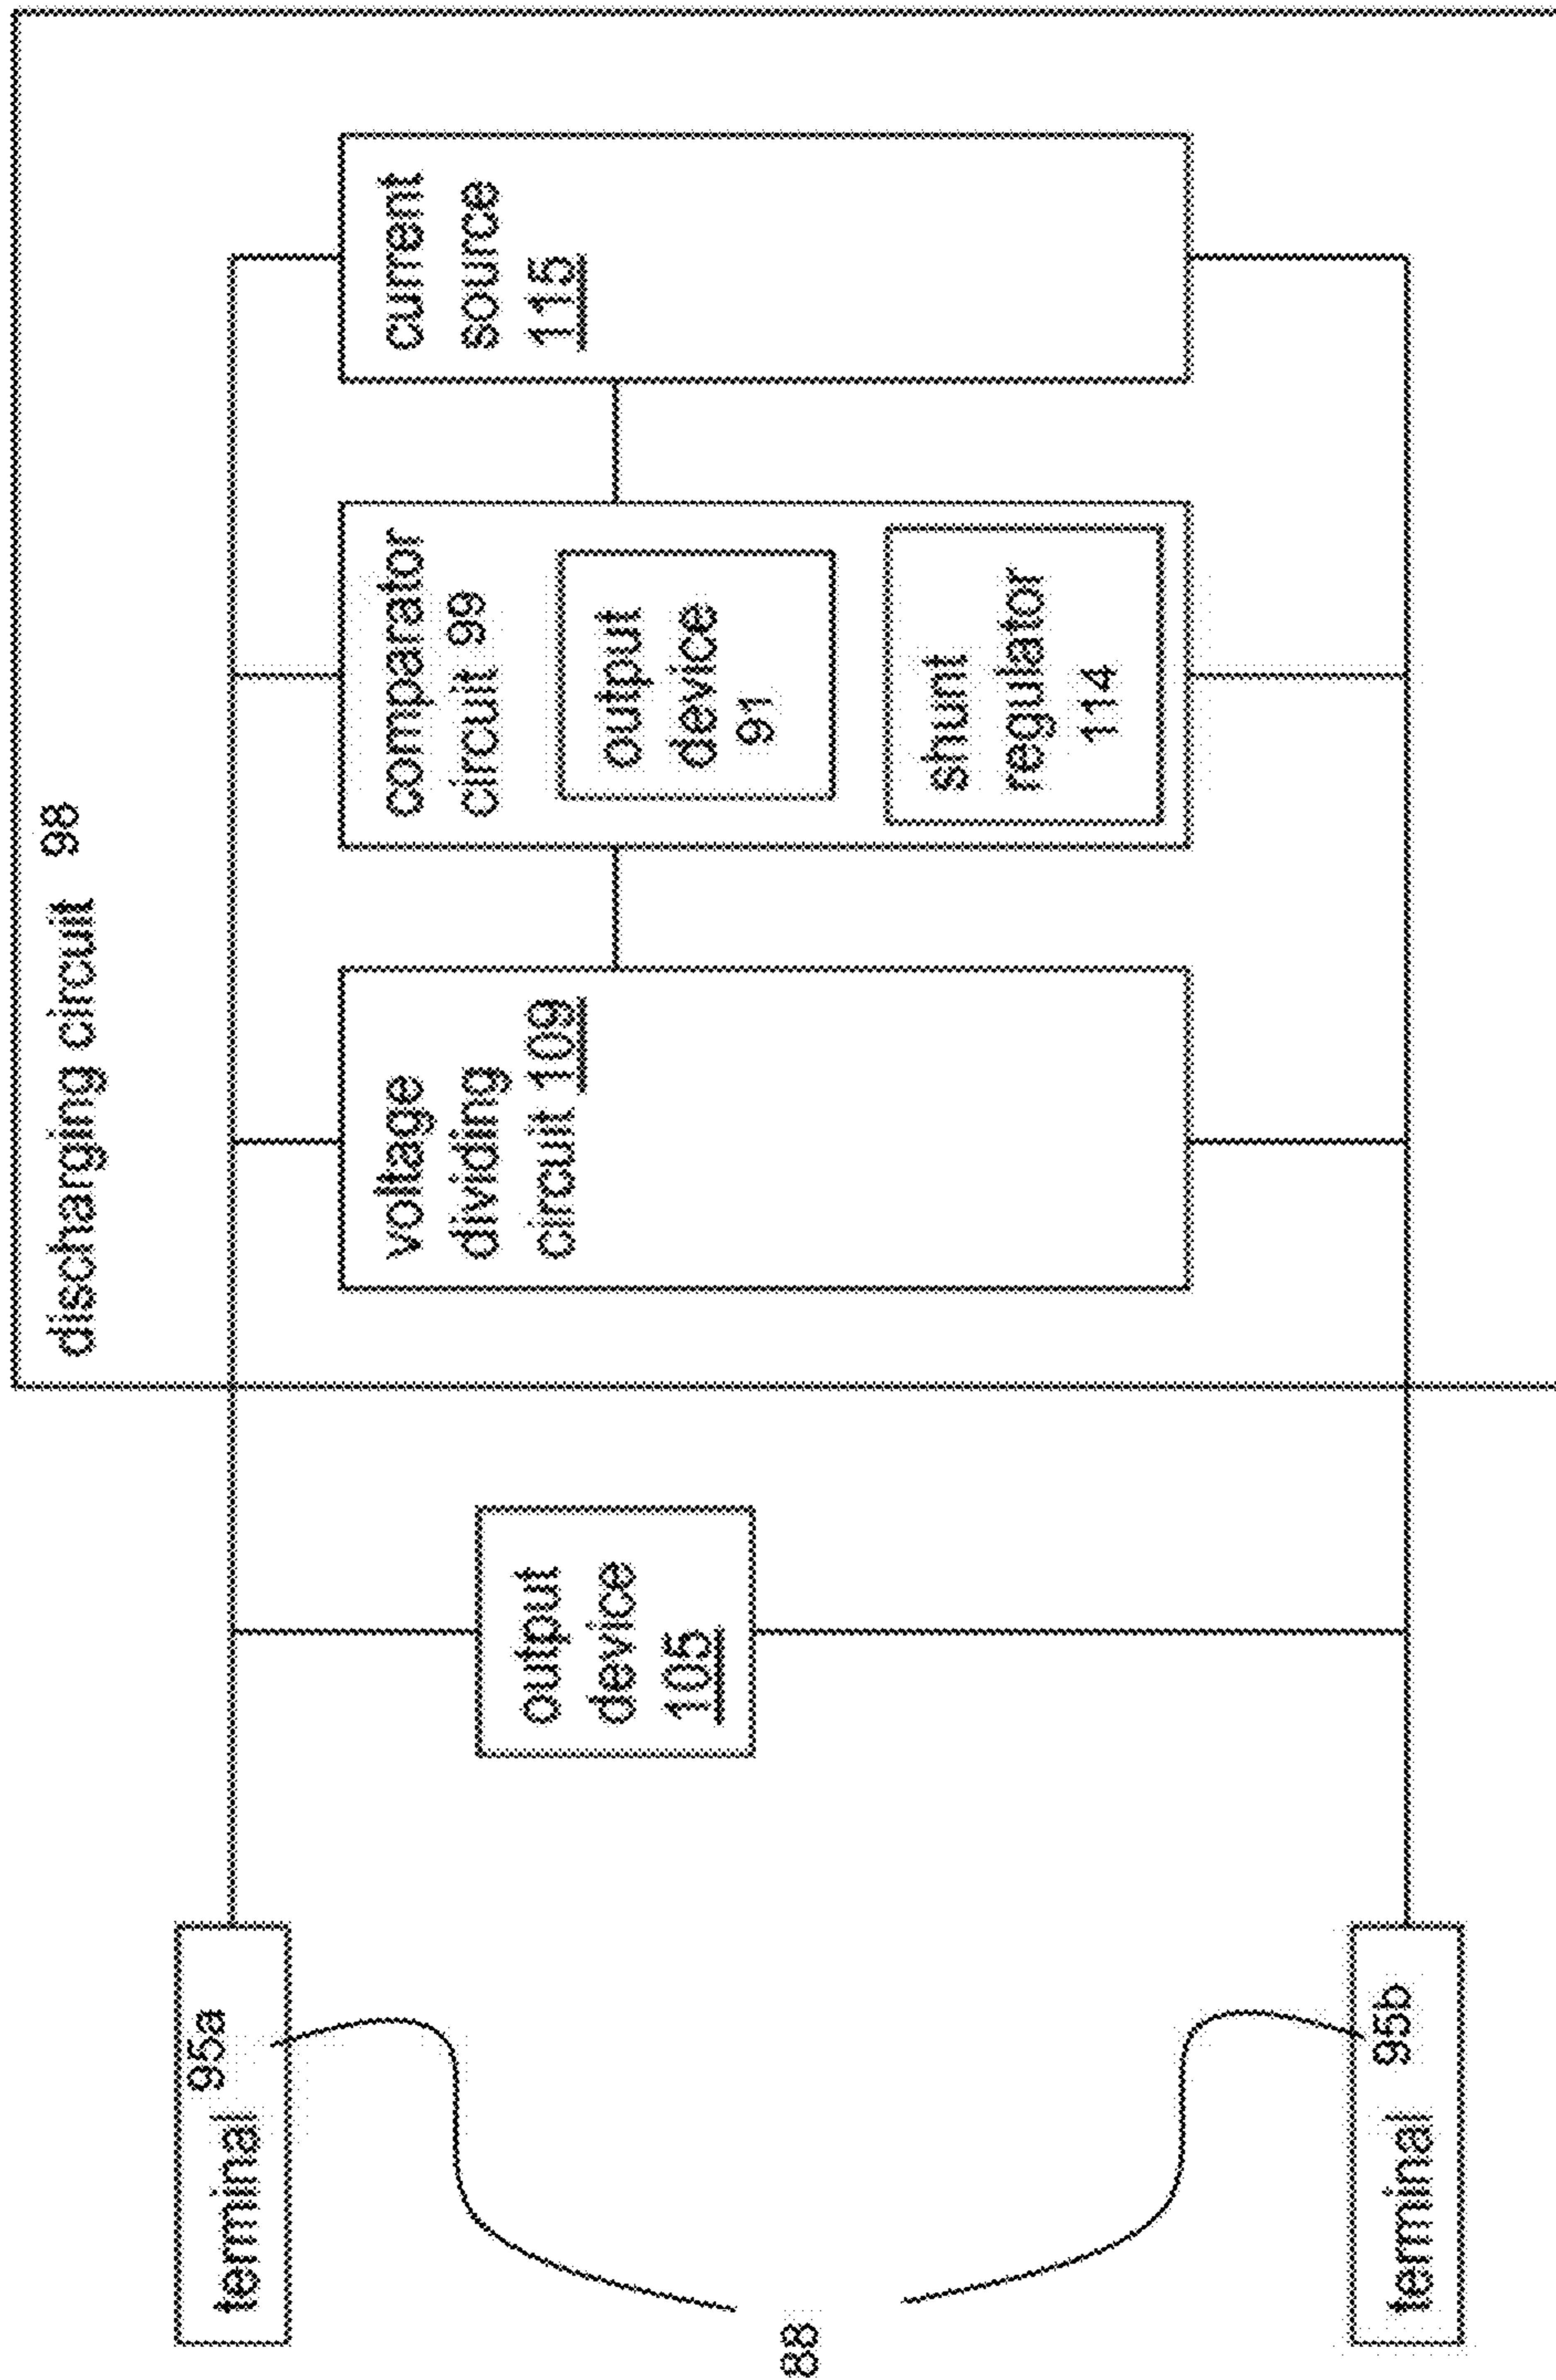 discharging circuit 98
terminal 95a
output
device
105
voltage
dividing
circuit 109
comparator
circuit 99
output
device
91
shunt
regulator
114
current
source
115
88
terminal 95b